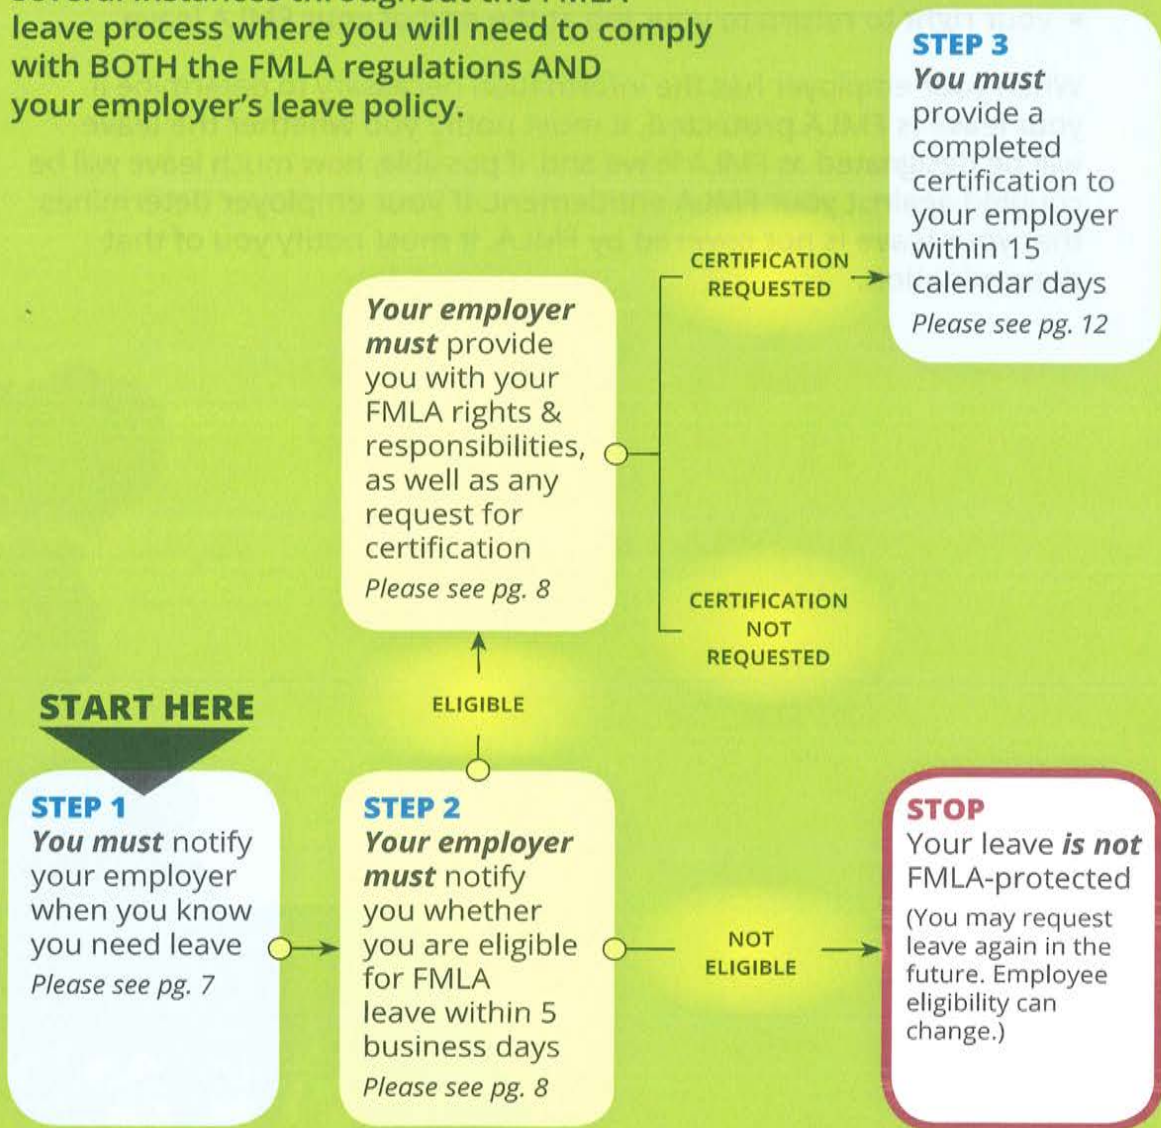 leave process where you will need to comply
with BOTH the FMLA regulations AND
your employer's leave policy.
START HERE
STEP 1
You must notify
your employer
when you know
you need leave
Please see pg. 7
STEP 2
Your employer
must notify
you whether
you are eligible
for FMLA
leave within 5
business days
Please see pg. 8
NOT
ELIGIBLE
STOP
Your leave is not
FMLA-protected
(You may request
leave again in the
future. Employee
eligibility can
change.)
ELIGIBLE
Your employer
must provide
you with your
FMLA rights &
responsibilities,
as well as any
request for
certification
Please see pg. 8
CERTIFICATION
REQUESTED
CERTIFICATION
NOT
REQUESTED
STEP 3
You must
provide a
completed
certification to
your employer
within 15
calendar days
Please see pg. 12